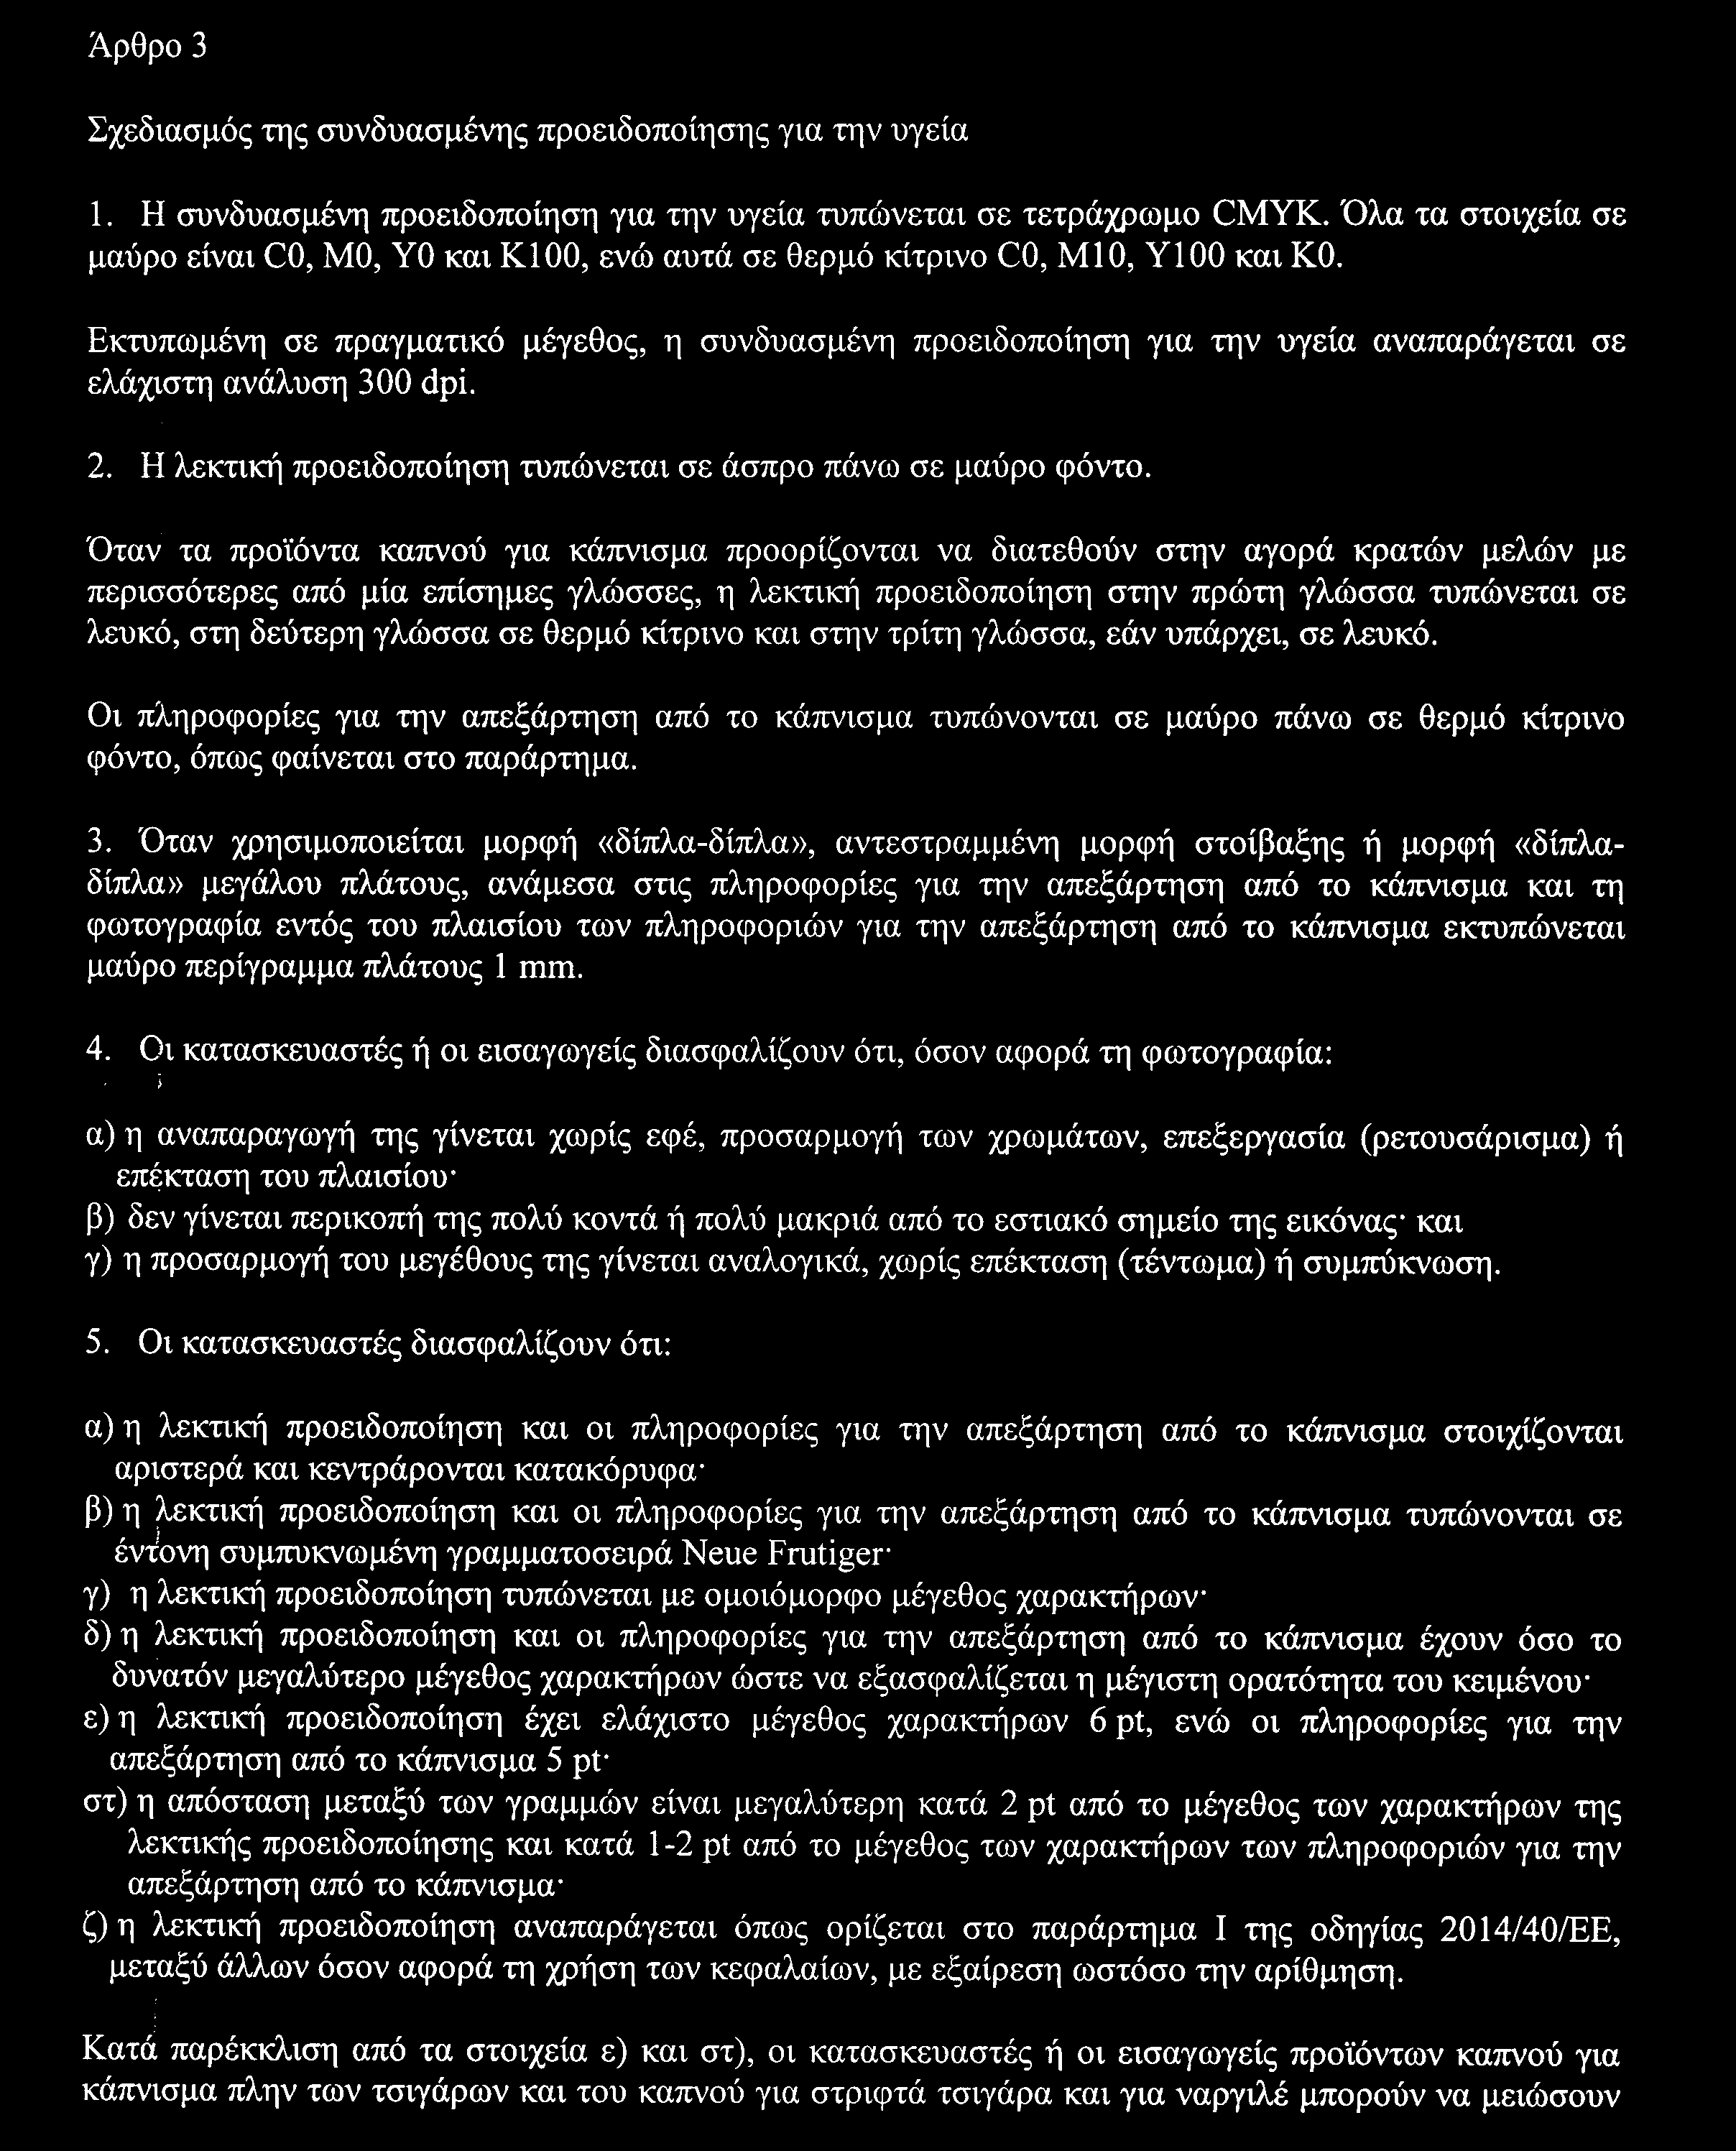 Άρθρο 3
Σχεδιασμός της συνδυασμένης προειδοποίησης για την υγεία
1. Η συνδυασμένη προειδοποίηση για την υγεία τυπώνεται σε τετράχρωμο CMYK. Όλα τα στοιχεία σε
μαύρο είναι C0, M0, Y0 και K100, ενώ αυτά σε θερμό κίτρινο C0, M10, Y100 και K0.
Εκτυπωμένη σε πραγματικό μέγεθος, η συνδυασμένη προειδοποίηση για την υγεία αναπαράγεται σε
ελάχιστη ανάλυση 300 dpi.
2. Η λεκτική προειδοποίηση τυπώνεται σε άσπρο πάνω σε μαύρο φόντο.
Όταν τα προϊόντα καπνού για κάπνισμα προορίζονται να διατεθούν στην αγορά κρατών μελών με
περισσότερες από μία επίσημες γλώσσες, η λεκτική προειδοποίηση στην πρώτη γλώσσα τυπώνεται σε
λευκό, στη δεύτερη γλώσσα σε θερμό κίτρινο και στην τρίτη γλώσσα, εάν υπάρχει, σε λευκό.
Οι πληροφορίες για την απεξάρτηση από το κάπνισμα τυπώνονται σε μαύρο πάνω σε θερμό κίτρινο
φόντο, όπως φαίνεται στο παράρτημα.
3. Όταν χρησιμοποιείται μορφή «δίπλα-δίπλα», αντεστραμμένη μορφή στοίβαξης ή μορφή «δίπλα-
δίπλα» μεγάλου πλάτους, ανάμεσα στις πληροφορίες για την απεξάρτηση από το κάπνισμα και τη
φωτογραφία εντός του πλαισίου των πληροφοριών για την απεξάρτηση από το κάπνισμα εκτυπώνεται
μαύρο περίγραμμα πλάτους 1 mm.
4. Οι κατασκευαστές ή οι εισαγωγείς διασφαλίζουν ότι, όσον αφορά τη φωτογραφία:
α) η αναπαραγωγή της γίνεται χωρίς εφέ, προσαρμογή των χρωμάτων, επεξεργασία (ρετουσάρισμα) ή
επέκταση του πλαισίου·
β) δεν γίνεται περικοπή της πολύ κοντά ή πολύ μακριά από το εστιακό σημείο της εικόνας· και
γ) η προσαρμογή του μεγέθους της γίνεται αναλογικά, χωρίς επέκταση (τέντωμα) ή συμπύκνωση.
5. Οι κατασκευαστές διασφαλίζουν ότι:
α) η λεκτική προειδοποίηση και οι πληροφορίες για την απεξάρτηση από το κάπνισμα στοιχίζονται
αριστερά και κεντράρονται κατακόρυφα·
β) η λεκτική προειδοποίηση και οι πληροφορίες για την απεξάρτηση από το κάπνισμα τυπώνονται σε
έντονη συμπυκνωμένη γραμματοσειρά Neue Frutiger·
γ) η λεκτική προειδοποίηση τυπώνεται με ομοιόμορφο μέγεθος χαρακτήρων·
δ) η λεκτική προειδοποίηση και οι πληροφορίες για την απεξάρτηση από το κάπνισμα έχουν όσο το
δυνατόν μεγαλύτερο μέγεθος χαρακτήρων ώστε να εξασφαλίζεται η μέγιστη ορατότητα του κειμένου·
ε) η λεκτική προειδοποίηση έχει ελάχιστο μέγεθος χαρακτήρων 6 pt, ενώ οι πληροφορίες για την
απεξάρτηση από το κάπνισμα 5 pt·
στ) η απόσταση μεταξύ των γραμμών είναι μεγαλύτερη κατά 2 pt από το μέγεθος των χαρακτήρων της
λεκτικής προειδοποίησης και κατά 1-2 pt από το μέγεθος των χαρακτήρων των πληροφοριών για την
απεξάρτηση από το κάπνισμα·
ζ) η λεκτική προειδοποίηση αναπαράγεται όπως ορίζεται στο παράρτημα Ι της οδηγίας 2014/40/ΕΕ,
μεταξύ άλλων όσον αφορά τη χρήση των κεφαλαίων, με εξαίρεση ωστόσο την αρίθμηση.
Κατά παρέκκλιση από τα στοιχεία ε) και στ), οι κατασκευαστές ή οι εισαγωγείς προϊόντων καπνού για
κάπνισμα πλην των τσιγάρων και του καπνού για στριφτά τσιγάρα και για ναργιλέ μπορούν να μειώσουν